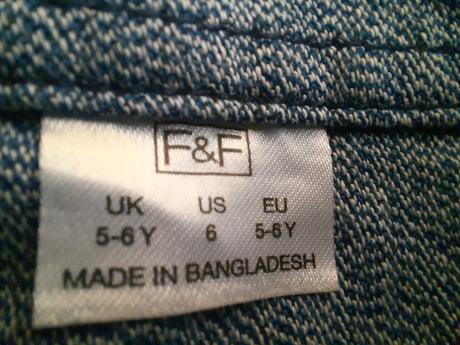 F&F
UK US EU
5-6 Y 6 5-6 Y
MADE IN BANGLADESH